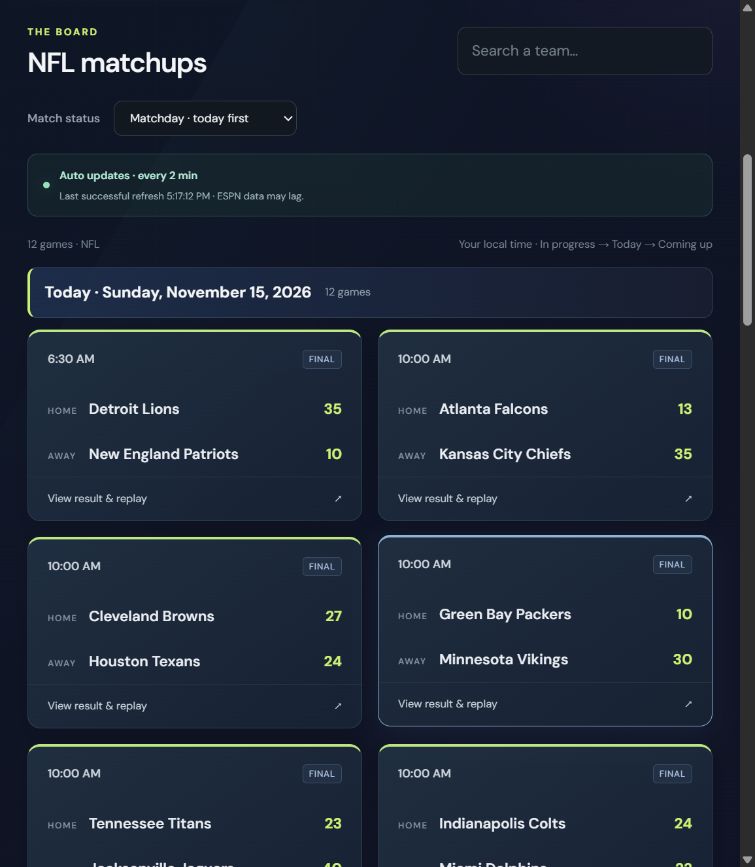 THE BOARD
NFL matchups
Search a team...
Match status
Matchday · today first
Auto updates · every 2 min
Last successful refresh 5:17:12 PM · ESPN data may lag.
12 games · NFL
Your local time · In progress → Today → Coming up
Today · Sunday, November 15, 2026 12 games
6:30 AM FINAL
HOME Detroit Lions 35
AWAY New England Patriots 10
View result & replay ↗
10:00 AM FINAL
HOME Atlanta Falcons 13
AWAY Kansas City Chiefs 35
View result & replay ↗
10:00 AM FINAL
HOME Cleveland Browns 27
AWAY Houston Texans 24
View result & replay ↗
10:00 AM FINAL
HOME Green Bay Packers 10
AWAY Minnesota Vikings 30
View result & replay ↗
10:00 AM FINAL
HOME Tennessee Titans 23
10:00 AM FINAL
HOME Indianapolis Colts 24